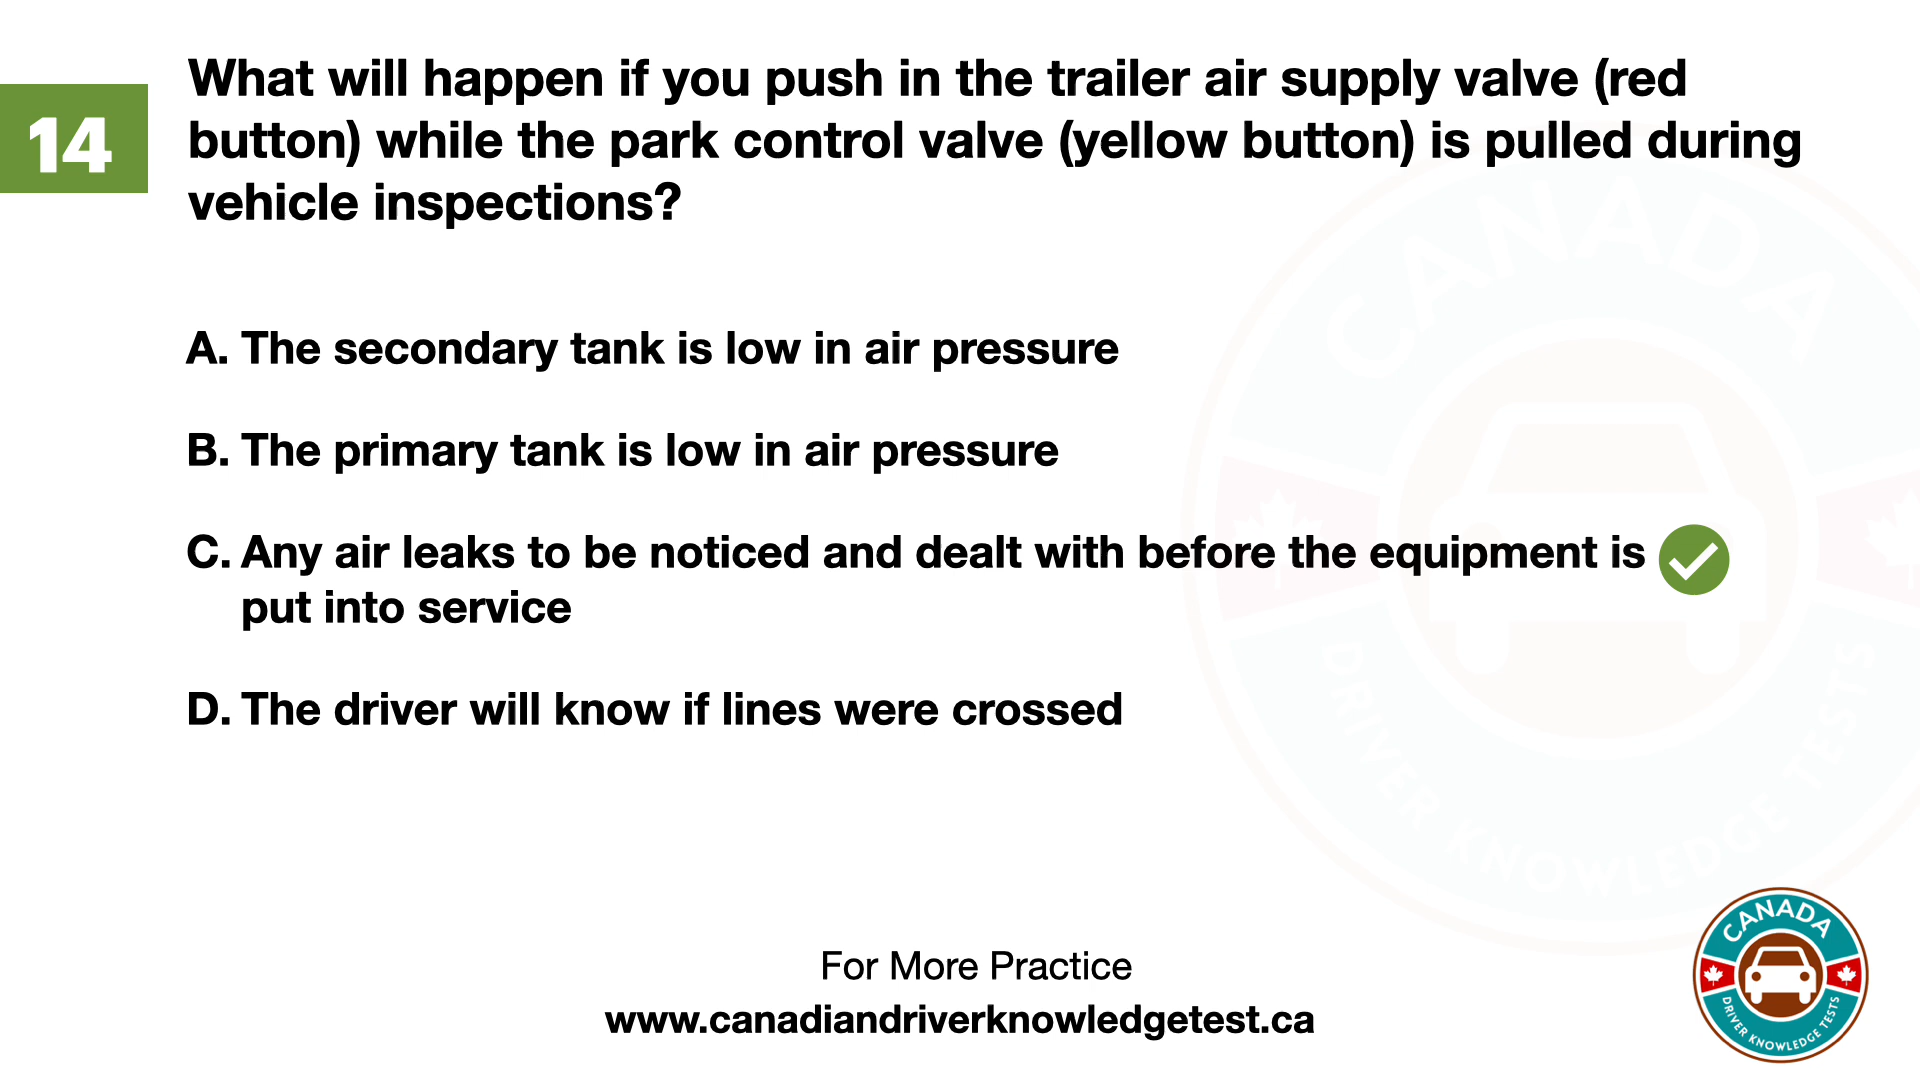 14
What will happen if you push in the trailer air supply valve (red
button) while the park control valve (yellow button) is pulled during
vehicle inspections?
A. The secondary tank is low in air pressure
B. The primary tank is low in air pressure
C. Any air leaks to be noticed and dealt with before the equipment is
put into service
D. The driver will know if lines were crossed
CANADA
DRIVER KNOWLEDGE TESTS
For More Practice
www.canadiandriverknowledgetest.ca
CANADA
DRIVER KNOWLEDGE TESTS